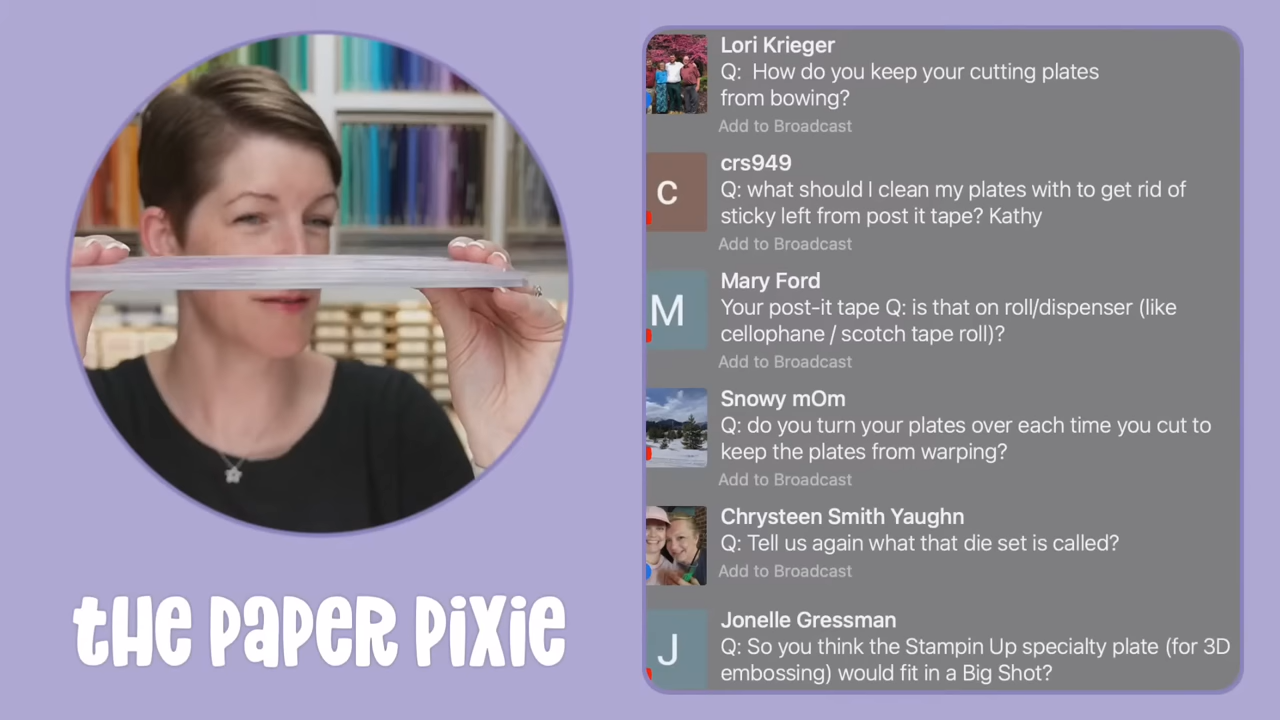 Lori Krieger
Q:  How do you keep your cutting plates
from bowing?
Add to Broadcast
C
crs949
Q: what should I clean my plates with to get rid of
sticky left from post it tape? Kathy
Add to Broadcast
M
Mary Ford
Your post-it tape Q: is that on roll/dispenser (like
cellophane / scotch tape roll)?
Add to Broadcast
Snowy mOm
Q: do you turn your plates over each time you cut to
keep the plates from warping?
Add to Broadcast
Chrysteen Smith Yaughn
Q: Tell us again what that die set is called?
Add to Broadcast
J
Jonelle Gressman
Q: So you think the Stampin Up specialty plate (for 3D
embossing) would fit in a Big Shot?
the PAPER PiXiE